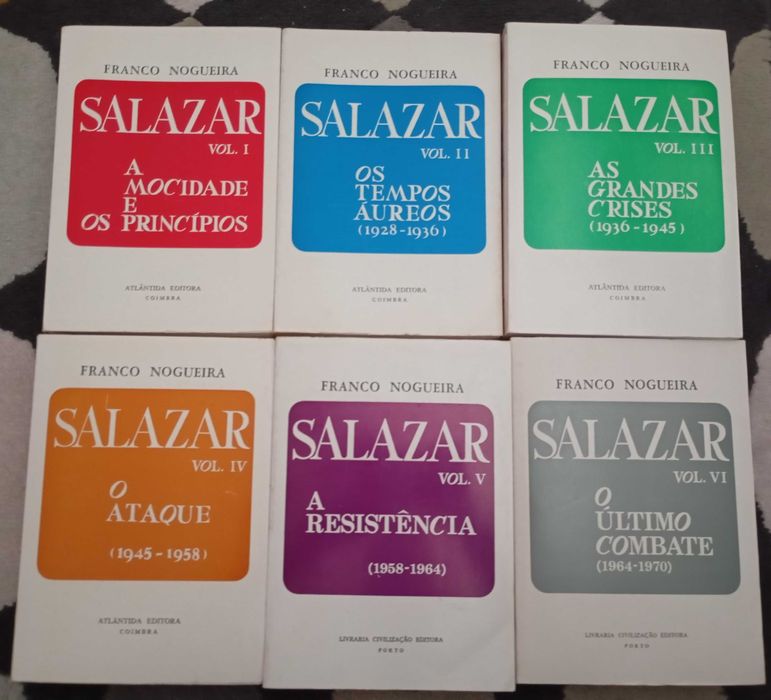 FRANCO NOGUEIRA
SALAZAR
VOL. I
A
MOCIDADE
E
OS PRINCÍPIOS
ATLÂNTIDA EDITORA
COIMBRA
FRANCO NOGUEIRA
SALAZAR
VOL. II
OS
TEMPOS
ÁUREOS
(1928-1936)
ATLÂNTIDA EDITORA
COIMBRA
FRANCO NOGUEIRA
SALAZAR
VOL. III
AS
GRANDES
CRISES
(1936-1945)
ATLÂNTIDA EDITORA
COIMBRA
FRANCO NOGUEIRA
SALAZAR
VOL. IV
O
ATAQUE
(1945-1958)
ATLÂNTIDA EDITORA
COIMBRA
FRANCO NOGUEIRA
SALAZAR
VOL. V
A
RESISTÊNCIA
(1958-1964)
LIVRARIA CIVILIZAÇÃO EDITORA
PORTO
FRANCO NOGUEIRA
SALAZAR
VOL. VI
O
ÚLTIMO
COMBATE
(1964-1970)
LIVRARIA CIVILIZAÇÃO EDITORA
PORTO